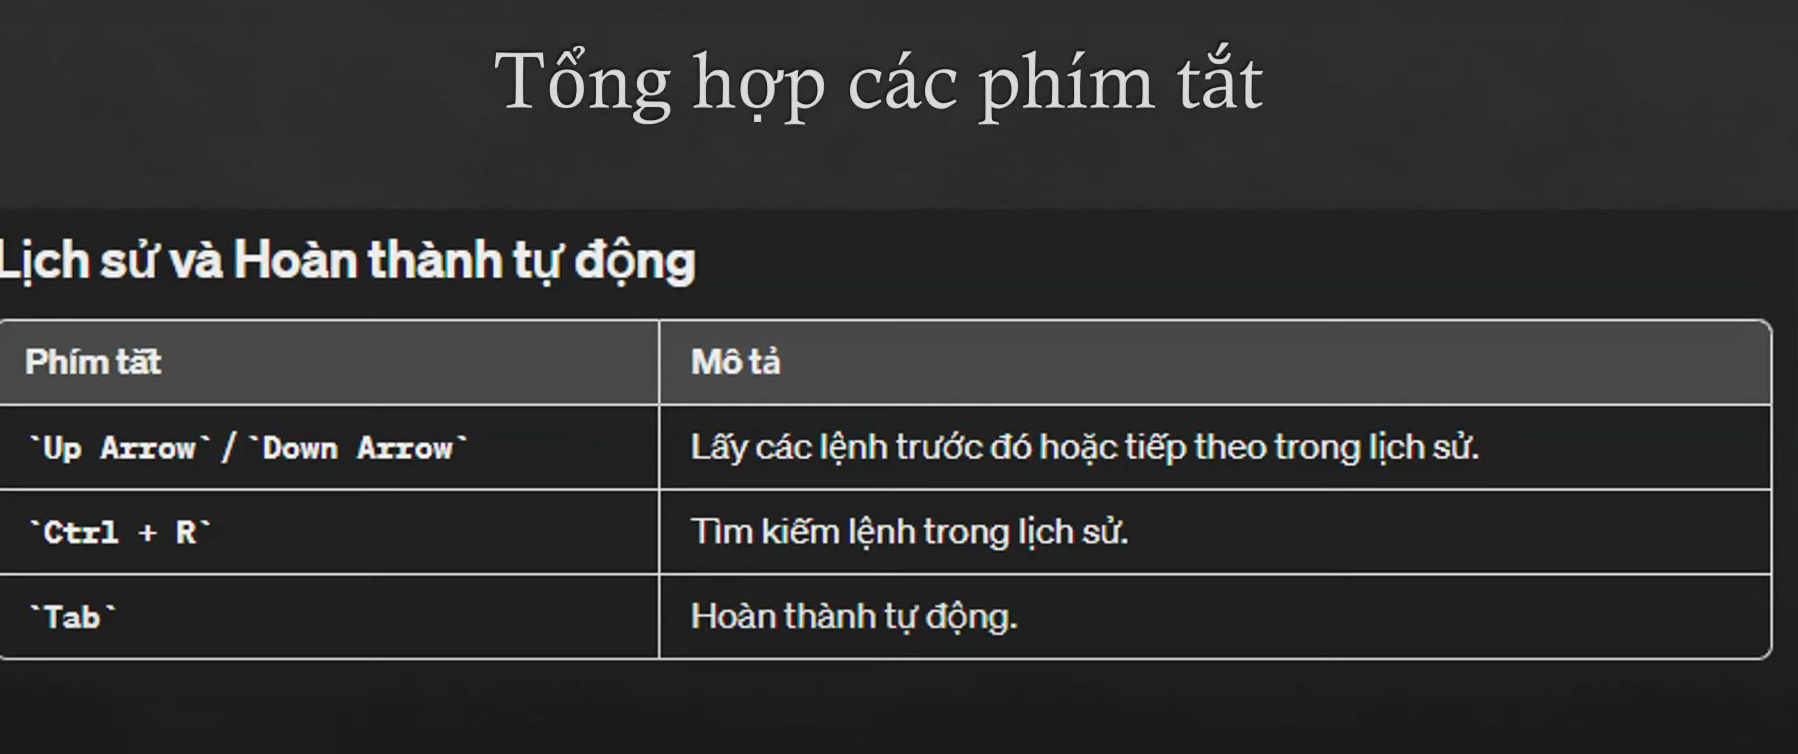 Tổng hợp các phím tắt
Lịch sử và Hoàn thành tự động
Phím tắt
Mô tả
`Up Arrow` / `Down Arrow`
Lấy các lệnh trước đó hoặc tiếp theo trong lịch sử.
`Ctrl + R`
Tìm kiếm lệnh trong lịch sử.
`Tab`
Hoàn thành tự động.